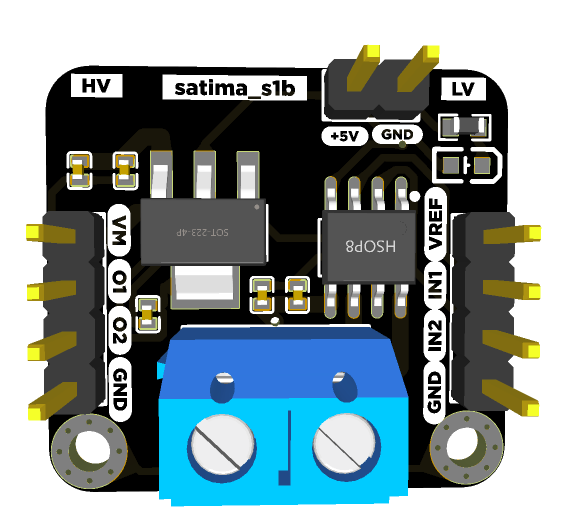 HV
satima_s1b
LV
+5V
GND
VM
O1
O2
GND
SOT-223-4P
HSOP8
VREF
IN1
IN2
GND